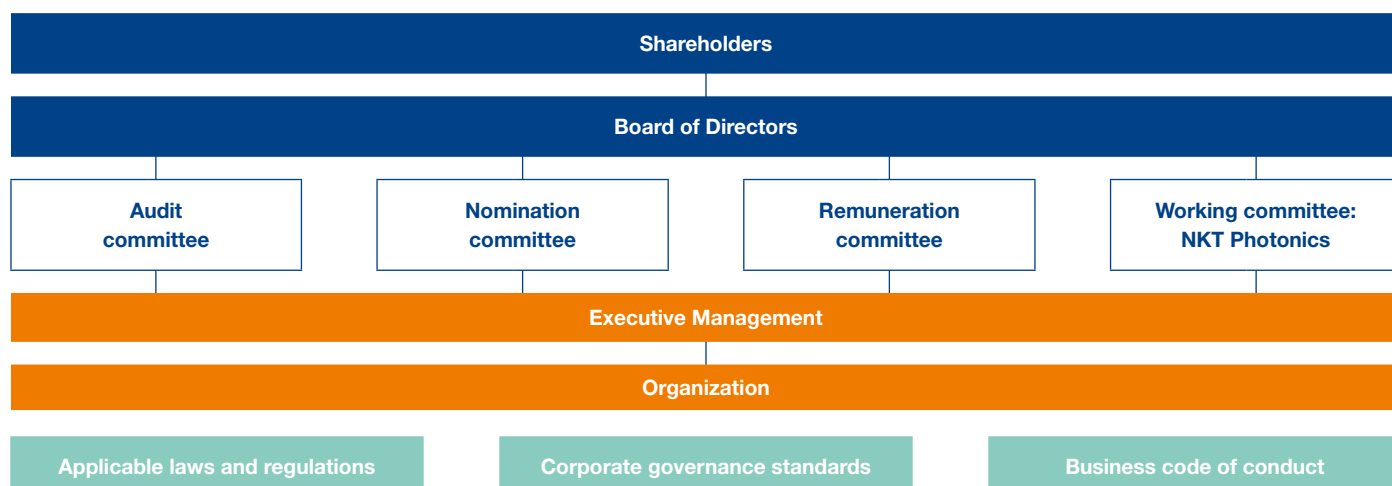 Shareholders
Board of Directors
Audit
committee
Nomination
committee
Remuneration
committee
Working committee:
NKT Photonics
Executive Management
Organization
Applicable laws and regulations
Corporate governance standards
Business code of conduct